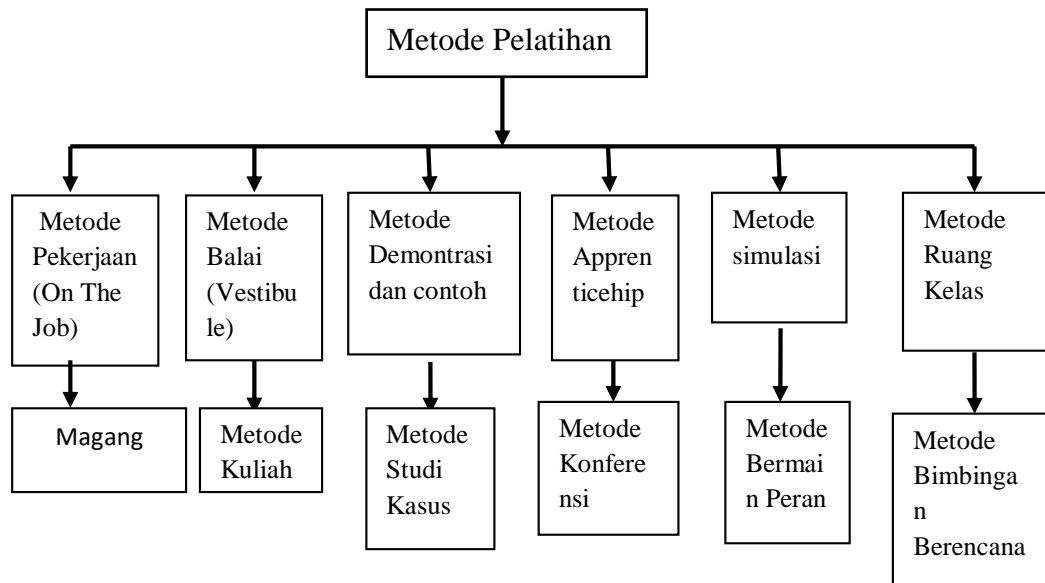 Metode Pelatihan
Metode
Pekerjaan
(On The
Job)
Metode
Balai
(Vestibu
le)
Metode
Demontrasi
dan contoh
Metode
Appren
ticehip
Metode
simulasi
Metode
Ruang
Kelas
Magang
Metode
Kuliah
Metode
Studi
Kasus
Metode
Konfere
nsi
Metode
Bermai
n Peran
Metode
Bimbinga
n
Berencana